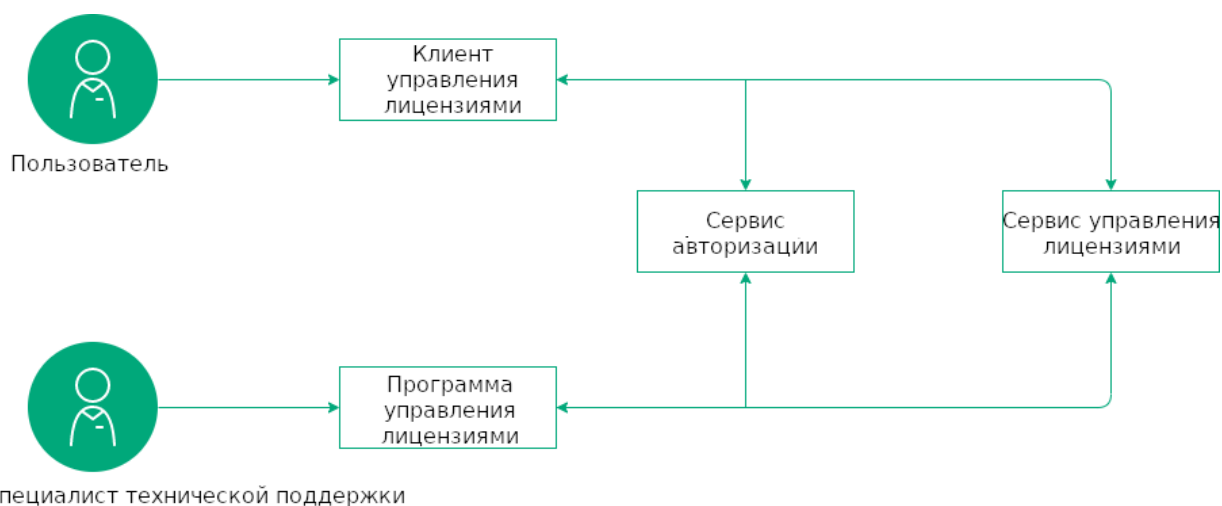 Клиент
управления
лицензиями
Пользователь
Сервис
авторизации
Сервис управления
лицензиями
Программа
управления
лицензиями
пециалист технической поддержки